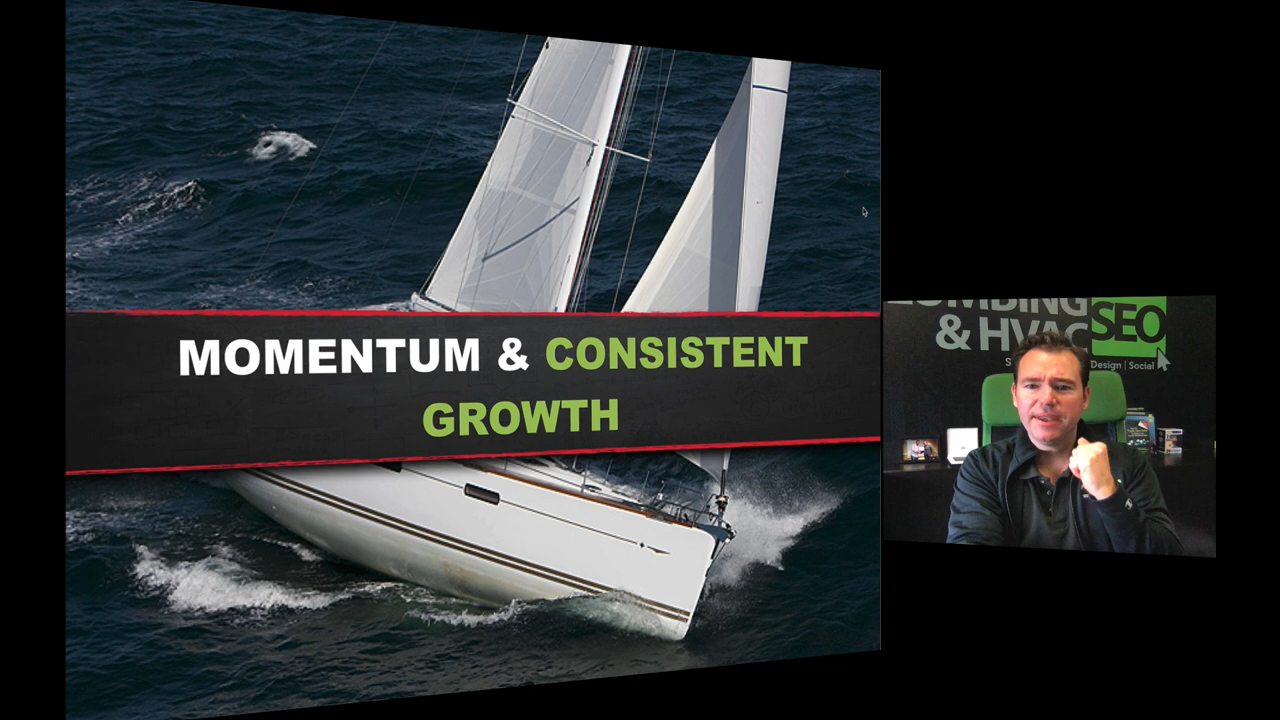 MOMENTUM & CONSISTENT
GROWTH
& HVAC SEO
Design | Social